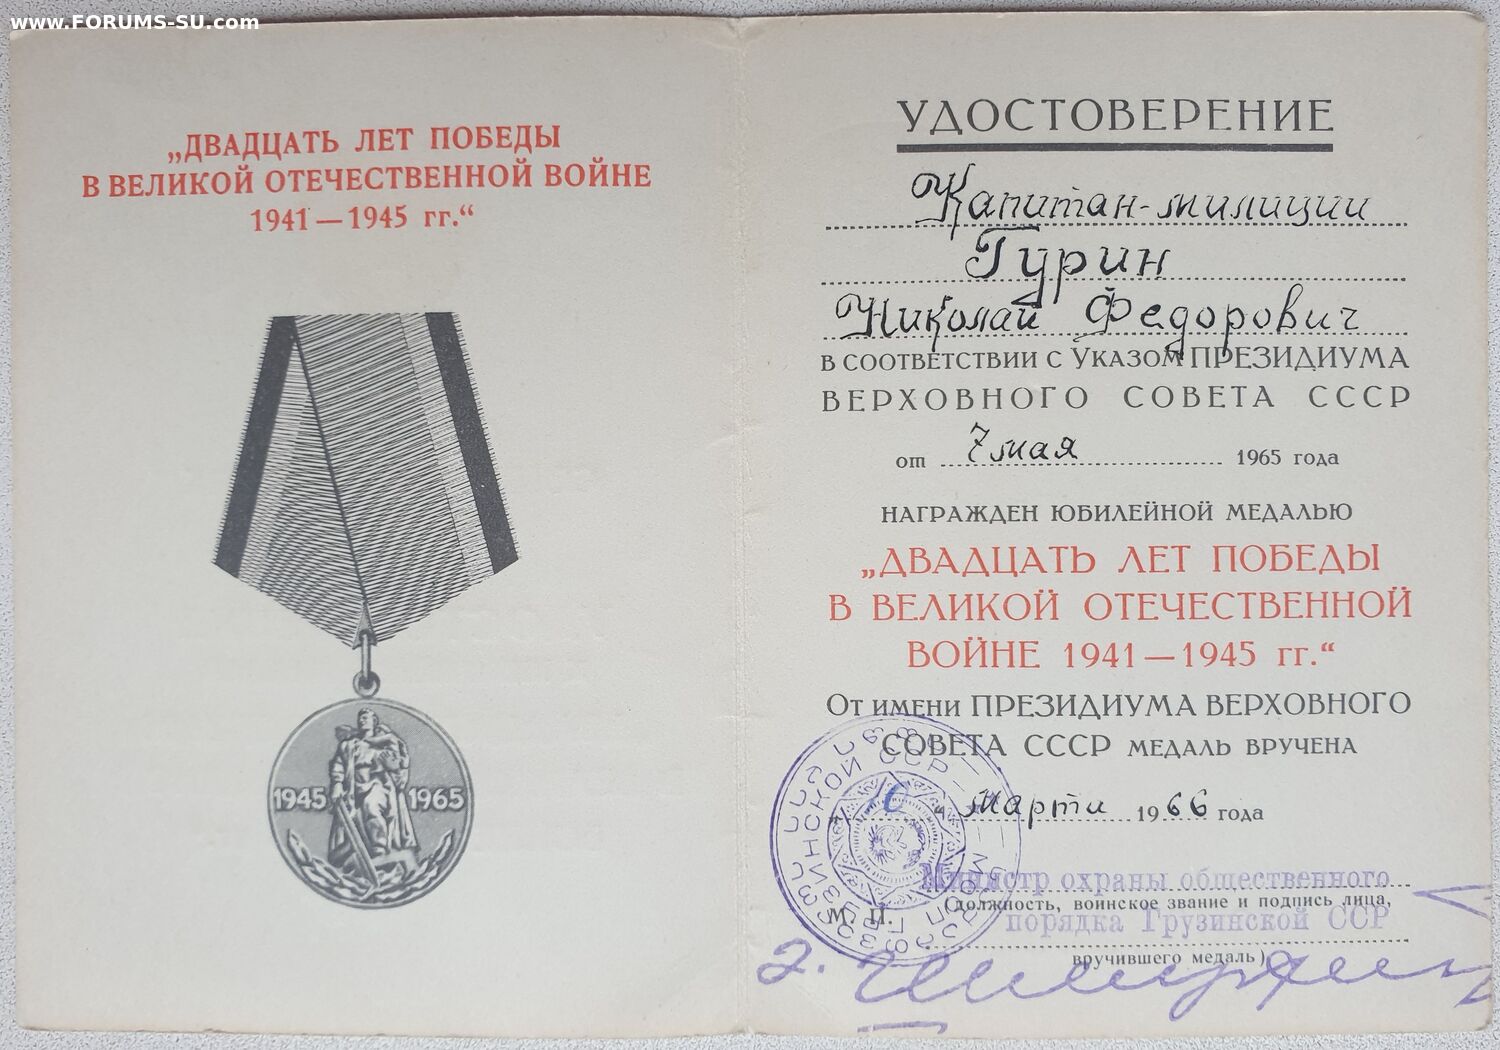 www.FORUMS-SU.com
„ДВАДЦАТЬ ЛЕТ ПОБЕДЫ
В ВЕЛИКОЙ ОТЕЧЕСТВЕННОЙ ВОЙНЕ
1941—1945 гг.“
1945 1965
УДОСТОВЕРЕНИЕ
Капитан-милиции
Гурин
Николай Федорович
В СООТВЕТСТВИИ С УКАЗОМ ПРЕЗИДИУМА
ВЕРХОВНОГО СОВЕТА СССР
от 7 мая 1965 года
НАГРАЖДЕН ЮБИЛЕЙНОЙ МЕДАЛЬЮ
„ДВАДЦАТЬ ЛЕТ ПОБЕДЫ
В ВЕЛИКОЙ ОТЕЧЕСТВЕННОЙ
ВОЙНЕ 1941—1945 гг.“
От имени ПРЕЗИДИУМА ВЕРХОВНОГО
СОВЕТА СССР МЕДАЛЬ ВРУЧЕНА
„10“ марта 1966 года
Министр охраны общественного
М. П. (должность, воинское звание и подпись лица,
порядка Грузинской ССР
вручившего медаль)